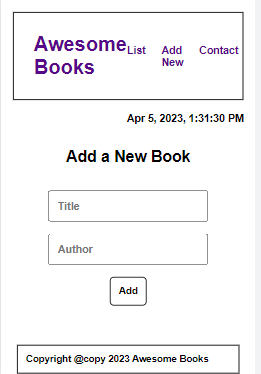 Awesome Books
List
Add New
Contact
Apr 5, 2023, 1:31:30 PM
Add a New Book
Title
Author
Add
Copyright @copy 2023 Awesome Books